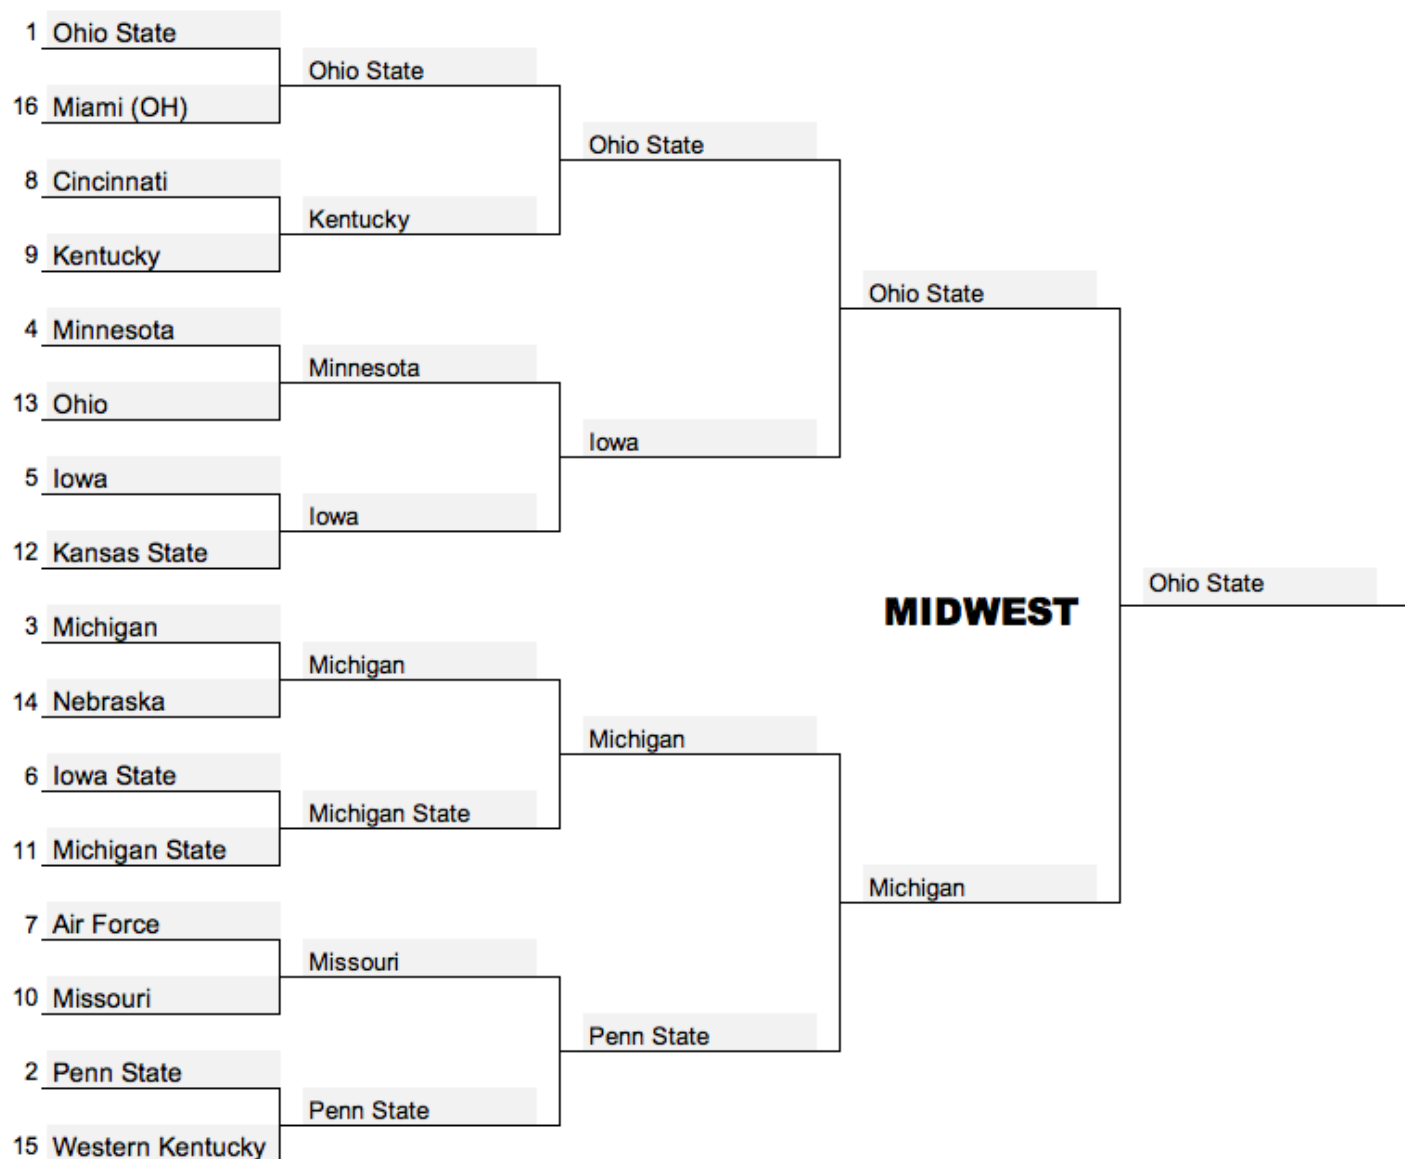 1 Ohio State
16 Miami (OH)
8 Cincinnati
9 Kentucky
4 Minnesota
13 Ohio
5 Iowa
12 Kansas State
3 Michigan
14 Nebraska
6 Iowa State
11 Michigan State
7 Air Force
10 Missouri
2 Penn State
15 Western Kentucky
Ohio State
Kentucky
Minnesota
Iowa
Michigan
Michigan State
Missouri
Penn State
Ohio State
Iowa
Michigan
Penn State
Ohio State
Michigan
MIDWEST
Ohio State